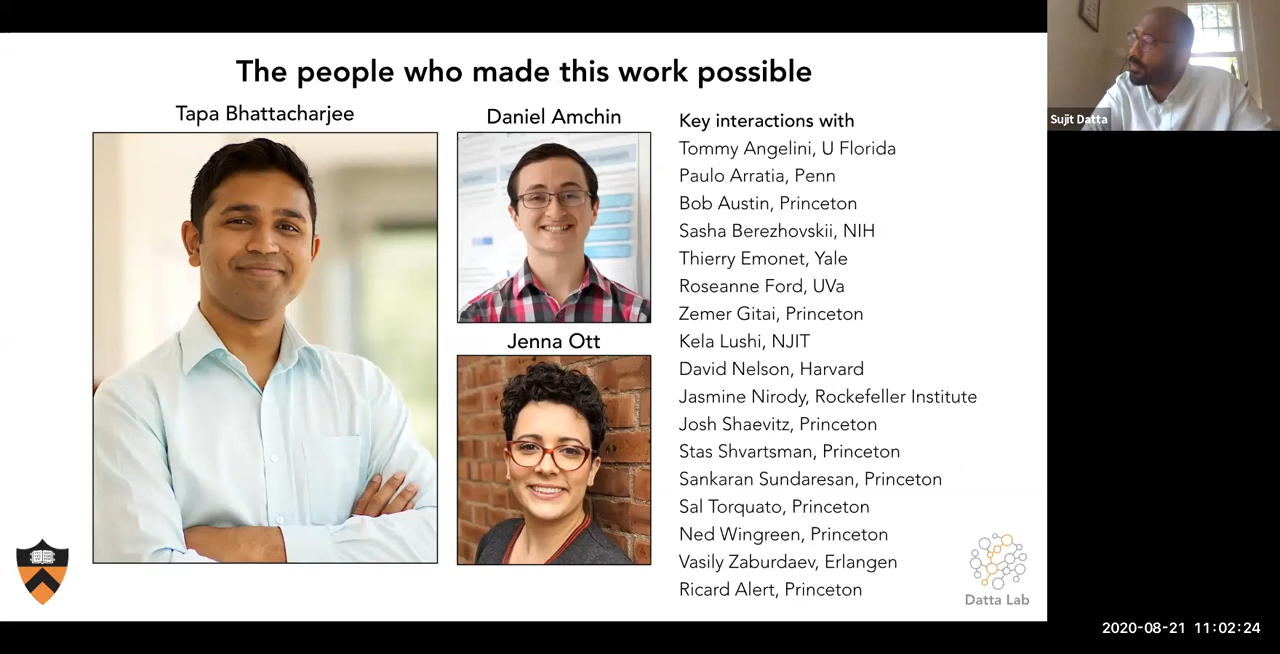 The people who made this work possible
Tapa Bhattacharjee
Daniel Amchin
Jenna Ott
Key interactions with
Tommy Angelini, U Florida
Paulo Arratia, Penn
Bob Austin, Princeton
Sasha Berezhovskii, NIH
Thierry Emonet, Yale
Roseanne Ford, UVa
Zemer Gitai, Princeton
Kela Lushi, NJIT
David Nelson, Harvard
Jasmine Nirody, Rockefeller Institute
Josh Shaevitz, Princeton
Stas Shvartsman, Princeton
Sankaran Sundaresan, Princeton
Sal Torquato, Princeton
Ned Wingreen, Princeton
Vasily Zaburdaev, Erlangen
Ricard Alert, Princeton
Datta Lab
Sujit Datta
2020-08-21 11:02:24